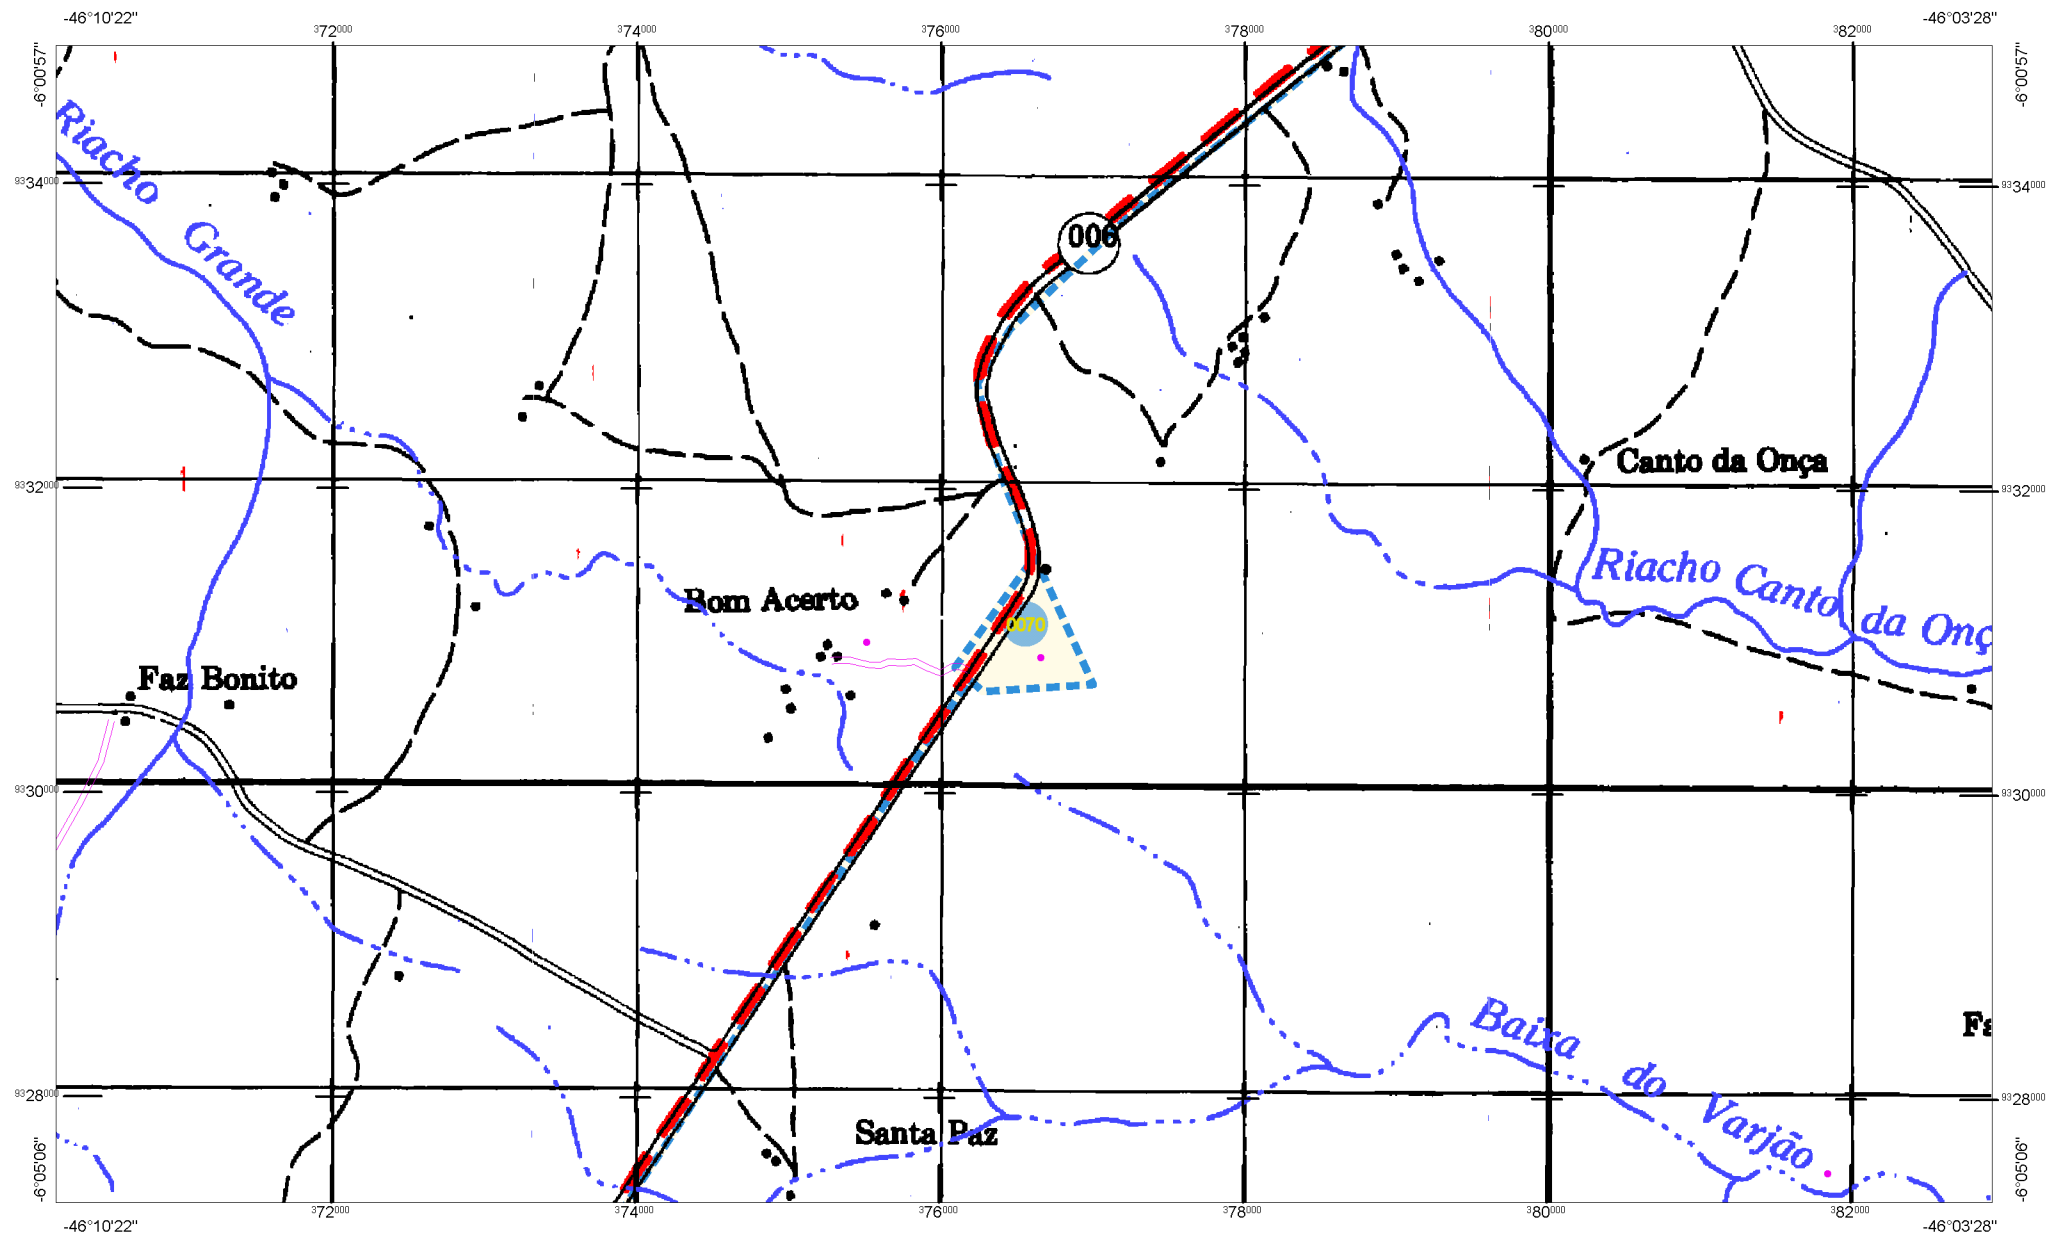 -46°10'22" -46°03'28"
372000 374000 376000 378000 380000 382000
-6°00'57" -6°00'57"
Riacho Grande
9334000 9334000
006
9332000 9332000
Canto da Onça
Riacho Canto da Onç
Bom Acerto
0070
Faz Bonito
9330000 9330000
Baixa do Varjão
Fa
9328000 9328000
Santa Paz
-6°05'06" -6°05'06"
372000 374000 376000 378000 380000 382000
-46°10'22" -46°03'28"